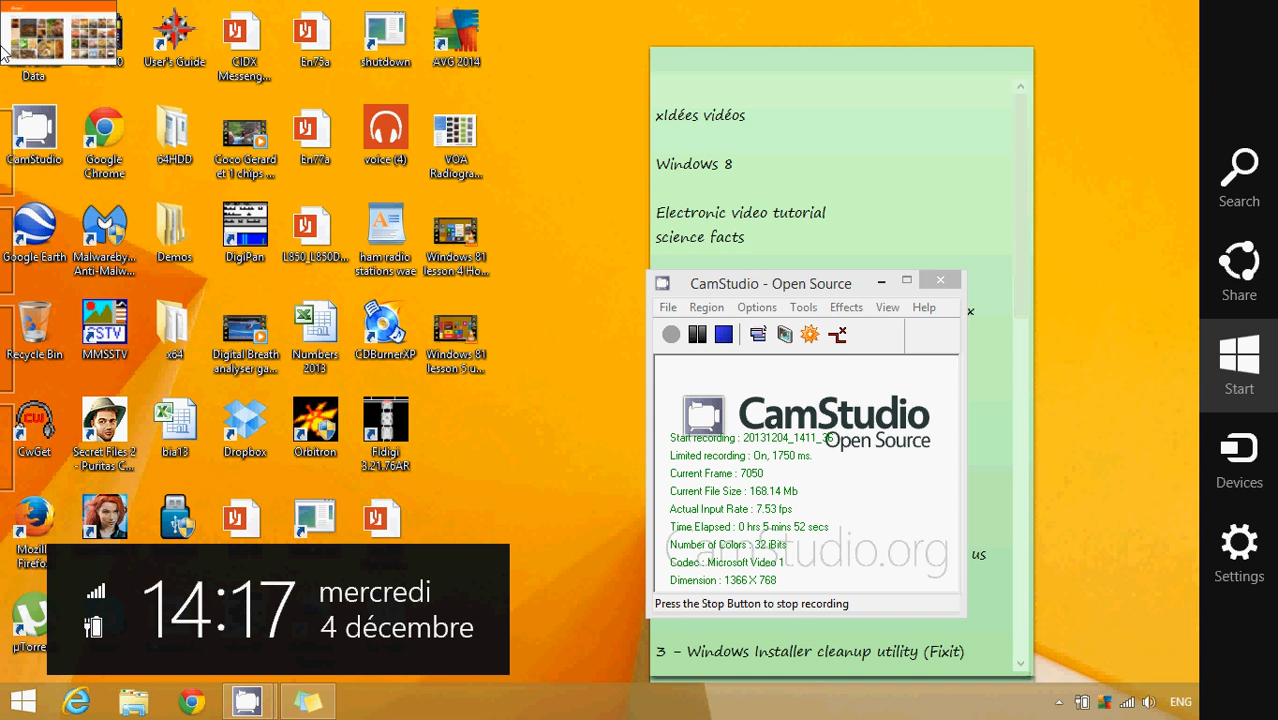 Data
User's Guide
CIDX
Messeng...
En75a
shutdown
AVG 2014
CamStudio
Google
Chrome
64HDD
Coco Gerard
et 1 chips ...
En77a
voice (4)
VOA
Radiogra...
Google Earth
Malwareby...
Anti-Malw...
Demos
DigiPan
L850_L850D...
ham radio
stations wae
Windows 81
lesson 4 Ho...
Recycle Bin
MMSSTV
x64
Digital Breath
analyser ga...
Numbers
2013
CDBurnerXP
Windows 81
lesson 5 u...
CwGet
Secret Files 2
- Puritas C...
bia13
Dropbox
Orbitron
Fldigi
3.21.76AR
Mozil
Firefo.
µTorre
14:17
mercredi
4 décembre
xIdées vidéos
Windows 8
Electronic video tutorial
science facts
x
us
3 - Windows Installer cleanup utility (Fixit)
CamStudio - Open Source
File Region Options Tools Effects View Help
CamStudio
Open Source
Start recording : 20131204_1411_36
Limited recording : On, 1750 ms.
Current Frame : 7050
Current File Size : 168.14 Mb
Actual Input Rate : 7.53 fps
Time Elapsed : 0 hrs 5 mins 52 secs
Number of Colors : 32 Bits
Codec : Microsoft Video 1
Dimension : 1366 X 768
CamStudio.org
Press the Stop Button to stop recording
Search
Share
Start
Devices
Settings
ENG